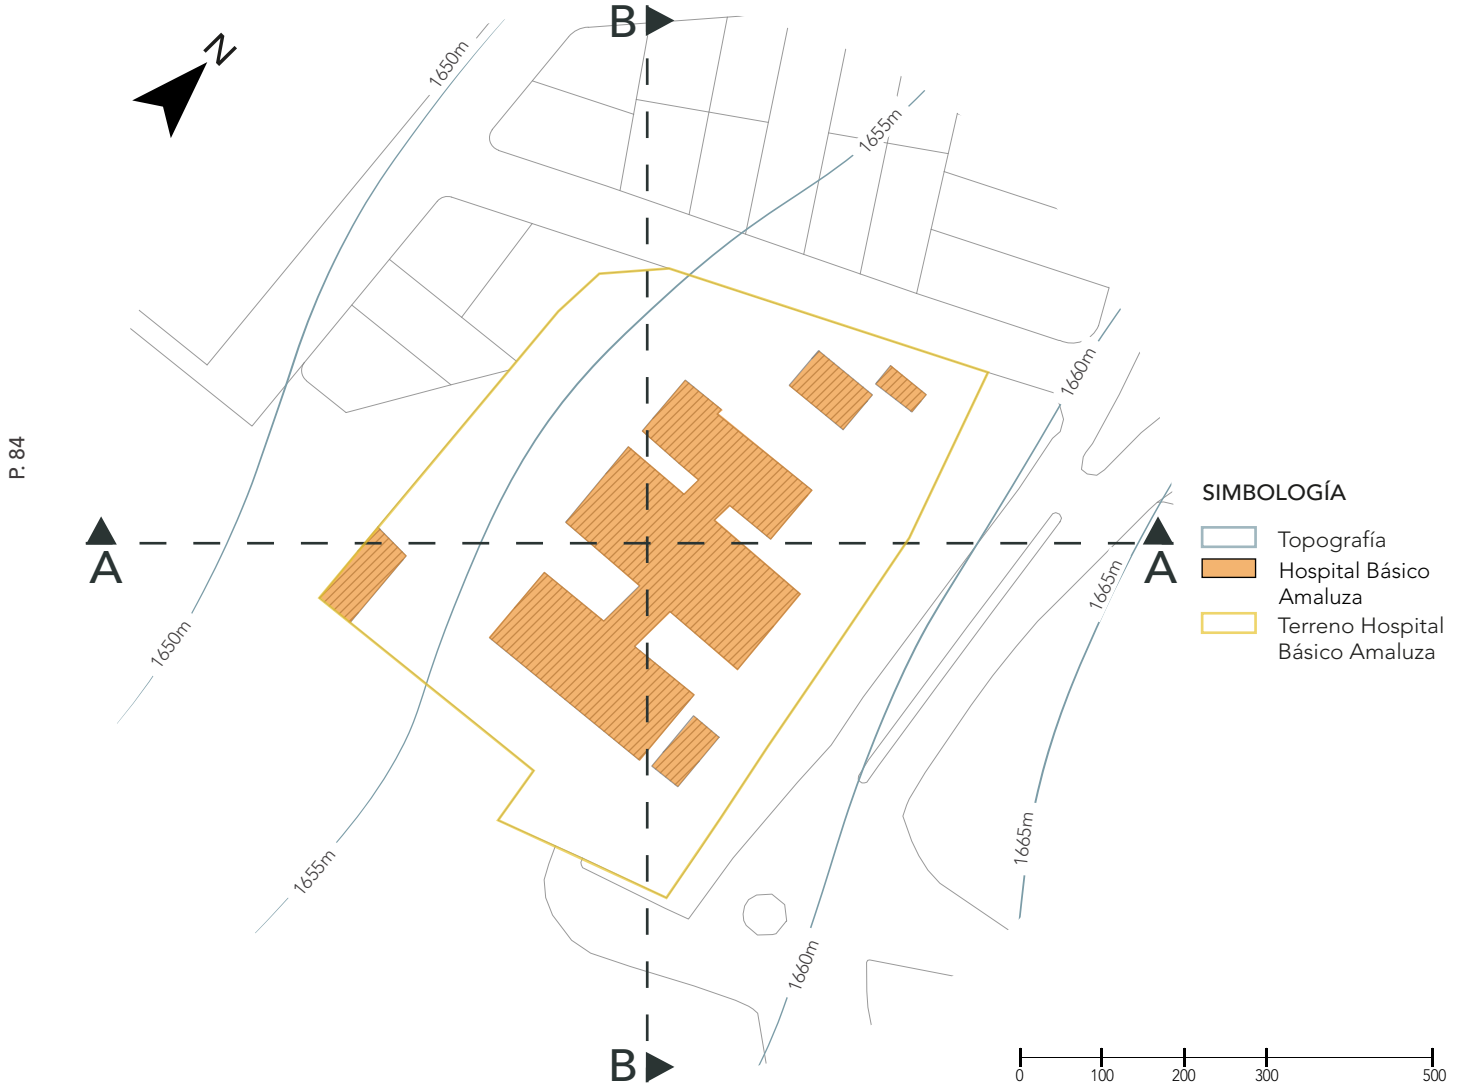 B
N
1650m
1655m
1660m
P. 84
SIMBOLOGÍA
Topografía
Hospital Básico
Amaluza
Terreno Hospital
Básico Amaluza
A
A
1665m
1650m
1665m
1655m
1660m
B
0 100 200 300 500